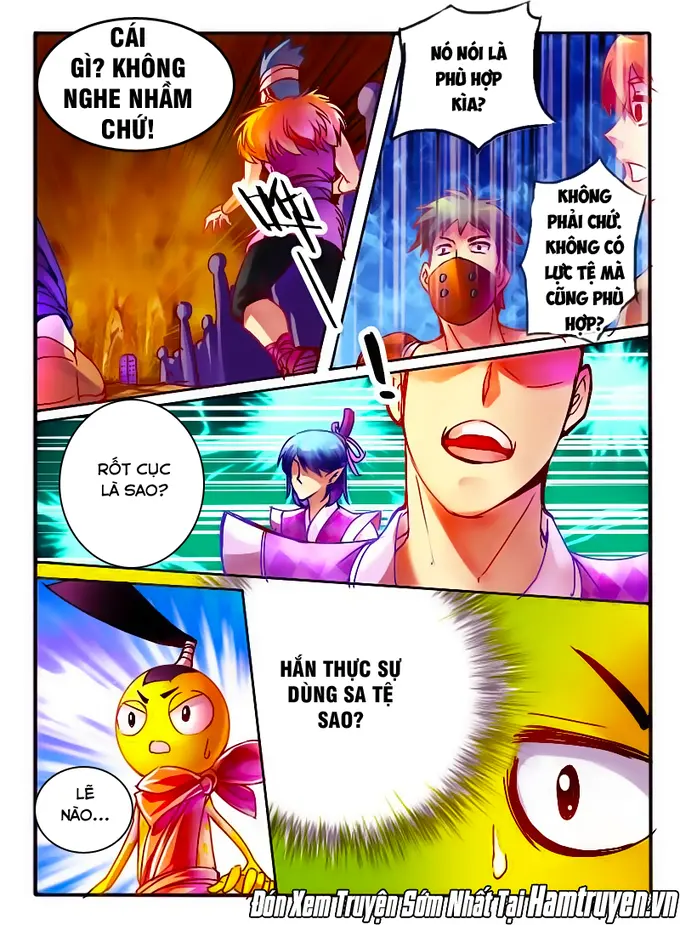 CÁI
GÌ? KHÔNG
NGHE NHẦM
CHỨ!
NÓ NÓI LÀ
PHÙ HỢP
KÌA?
KHÔNG
PHẢI CHỨ.
KHÔNG CÓ
LỰC TỆ MÀ
CŨNG PHÙ
HỢP?
!
RỐT CỤC
LÀ SAO?
HẮN THỰC SỰ
DÙNG SA TỆ
SAO?
LẼ
NÀO...
Đón Xem Truyện Sớm Nhất Tại Hamtruyen.vn